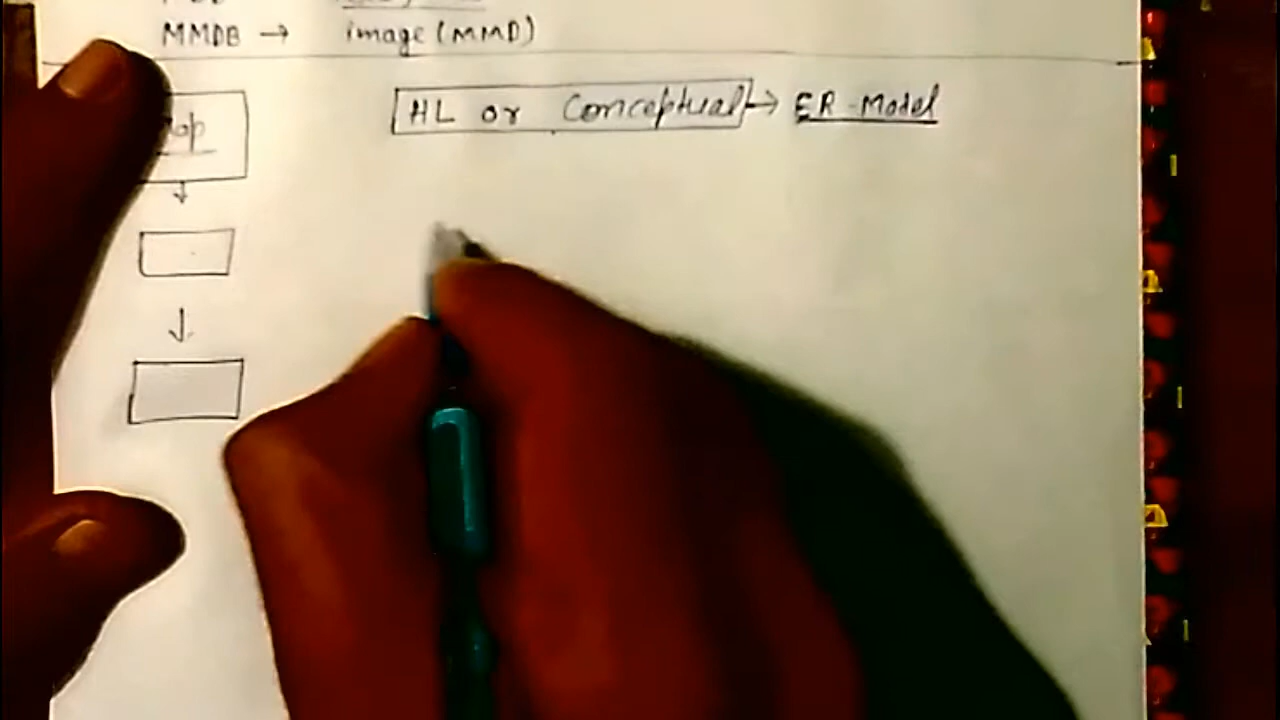 MMDB → image (MMD)
HL or Conceptual → ER-Model